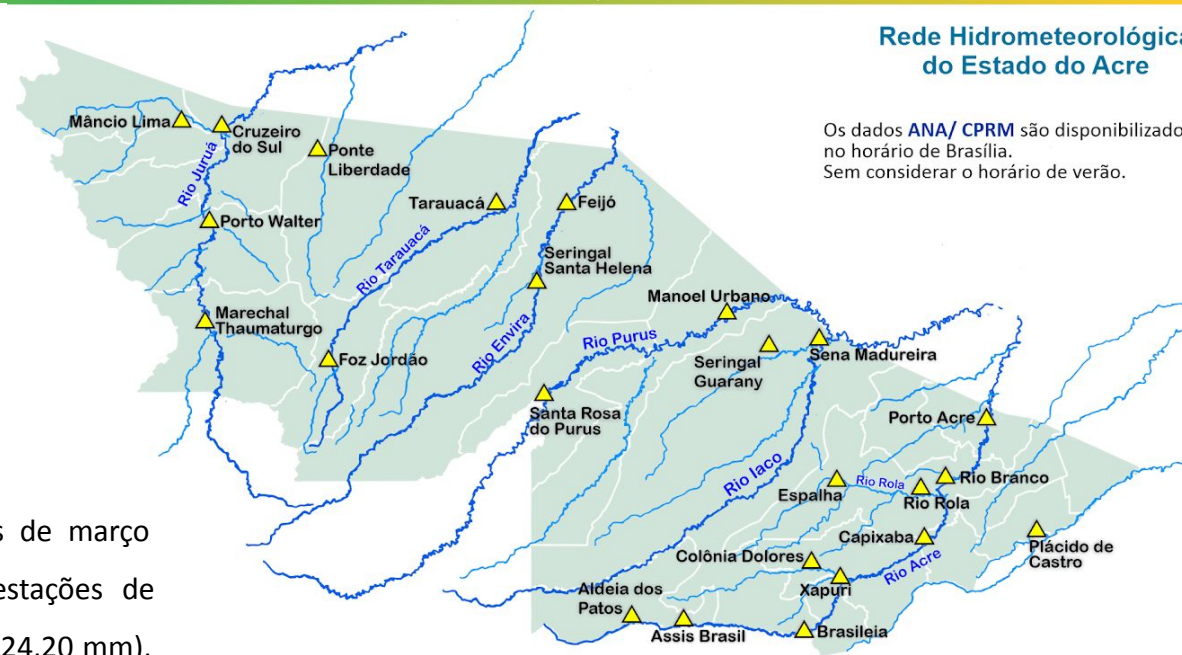 Rede Hidrometeorológica
do Estado do Acre
Os dados ANA/ CPRM são disponibilizado
no horário de Brasília.
Sem considerar o horário de verão.
Mâncio Lima
Cruzeiro
do Sul
Ponte
Liberdade
Rio Juruá
Porto Walter
Tarauacá
Feijó
Rio Tarauacá
Seringal
Santa Helena
Marechal
Thaumaturgo
Foz Jordão
Rio Envira
Manoel Urbano
Rio Purus
Seringal
Guarany
Sena Madureira
Santa Rosa
do Purus
Porto Acre
Rio Iaco
Espalha
Rio Rola
Rio Branco
Rio Rola
Capixaba
Plácido de
Castro
Colônia Dolores
Rio Acre
Xapuri
Aldeia dos
Patos
Assis Brasil
Brasileia
s de março
estações de
24,20 mm).